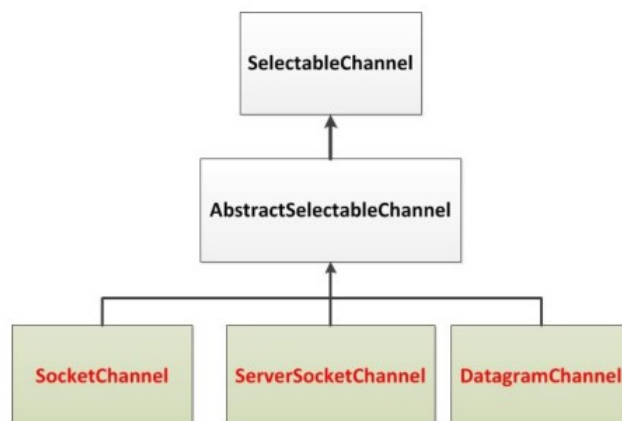 SelectableChannel
AbstractSelectableChannel
SocketChannel
ServerSocketChannel
DatagramChannel